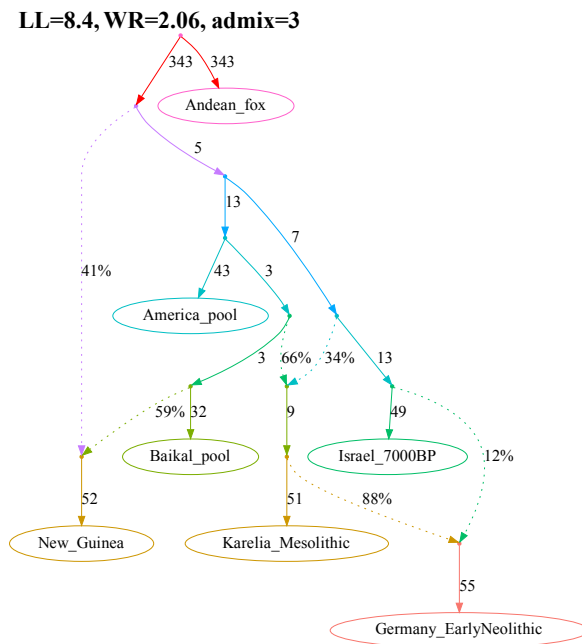 LL=8.4, WR=2.06, admix=3
343 343
Andean_fox
5
13
7
41% 43 3
America_pool
3 66% 34% 13
59% 32 9 49 12%
Baikal_pool Israel_7000BP
52 51 88%
New_Guinea Karelia_Mesolithic
55
Germany_EarlyNeolithic